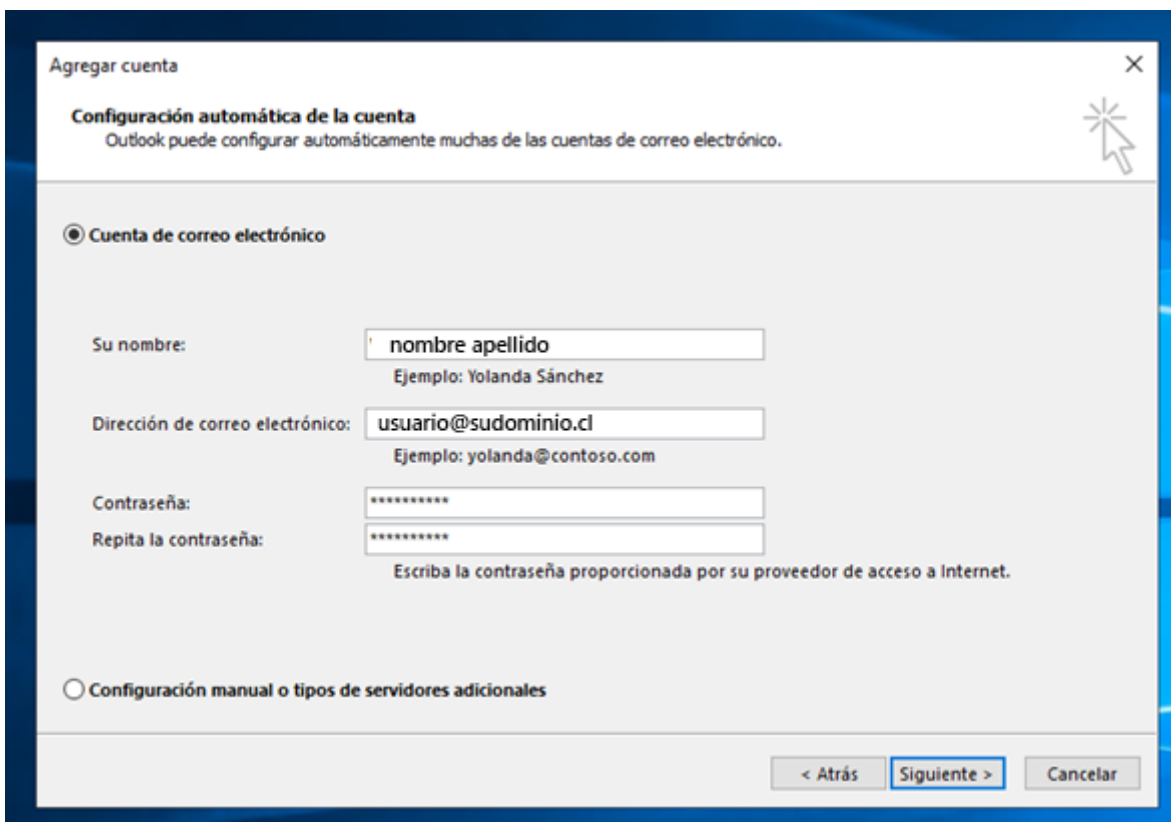 Agregar cuenta
Configuración automática de la cuenta
Outlook puede configurar automáticamente muchas de las cuentas de correo electrónico.
Cuenta de correo electrónico
Su nombre:
nombre apellido
Ejemplo: Yolanda Sánchez
Dirección de correo electrónico:
usuario@sudominio.cl
Ejemplo: yolanda@contoso.com
Contraseña:
**********
Repita la contraseña:
**********
Escriba la contraseña proporcionada por su proveedor de acceso a Internet.
Configuración manual o tipos de servidores adicionales
< Atrás
Siguiente >
Cancelar